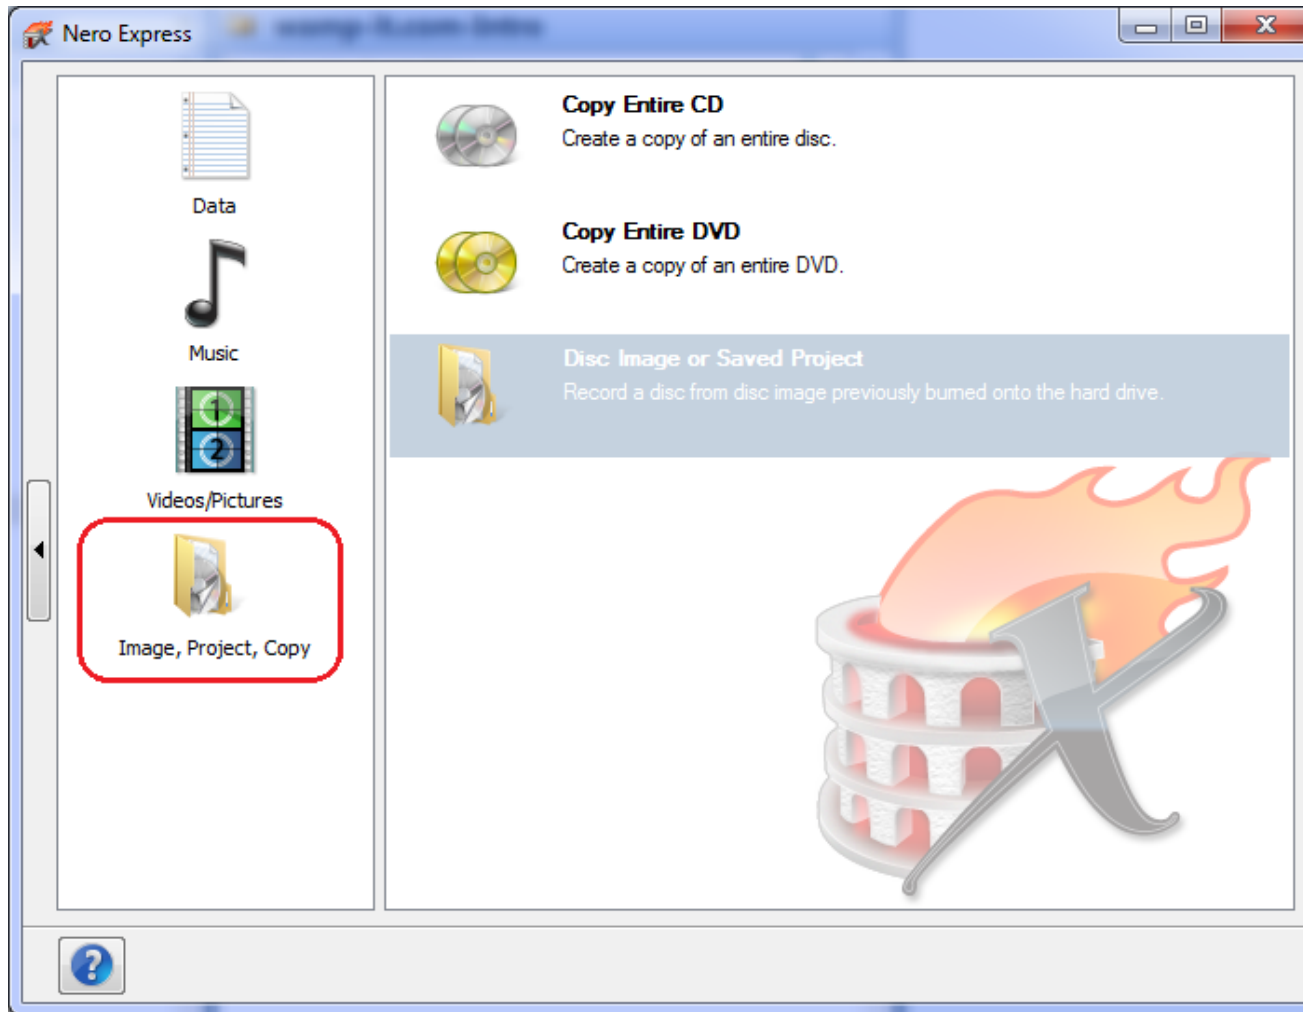 Nero Express
Data
Music
Videos/Pictures
Image, Project, Copy
Copy Entire CD
Create a copy of an entire disc.
Copy Entire DVD
Create a copy of an entire DVD.
Disc Image or Saved Project
Record a disc from disc image previously burned onto the hard drive.